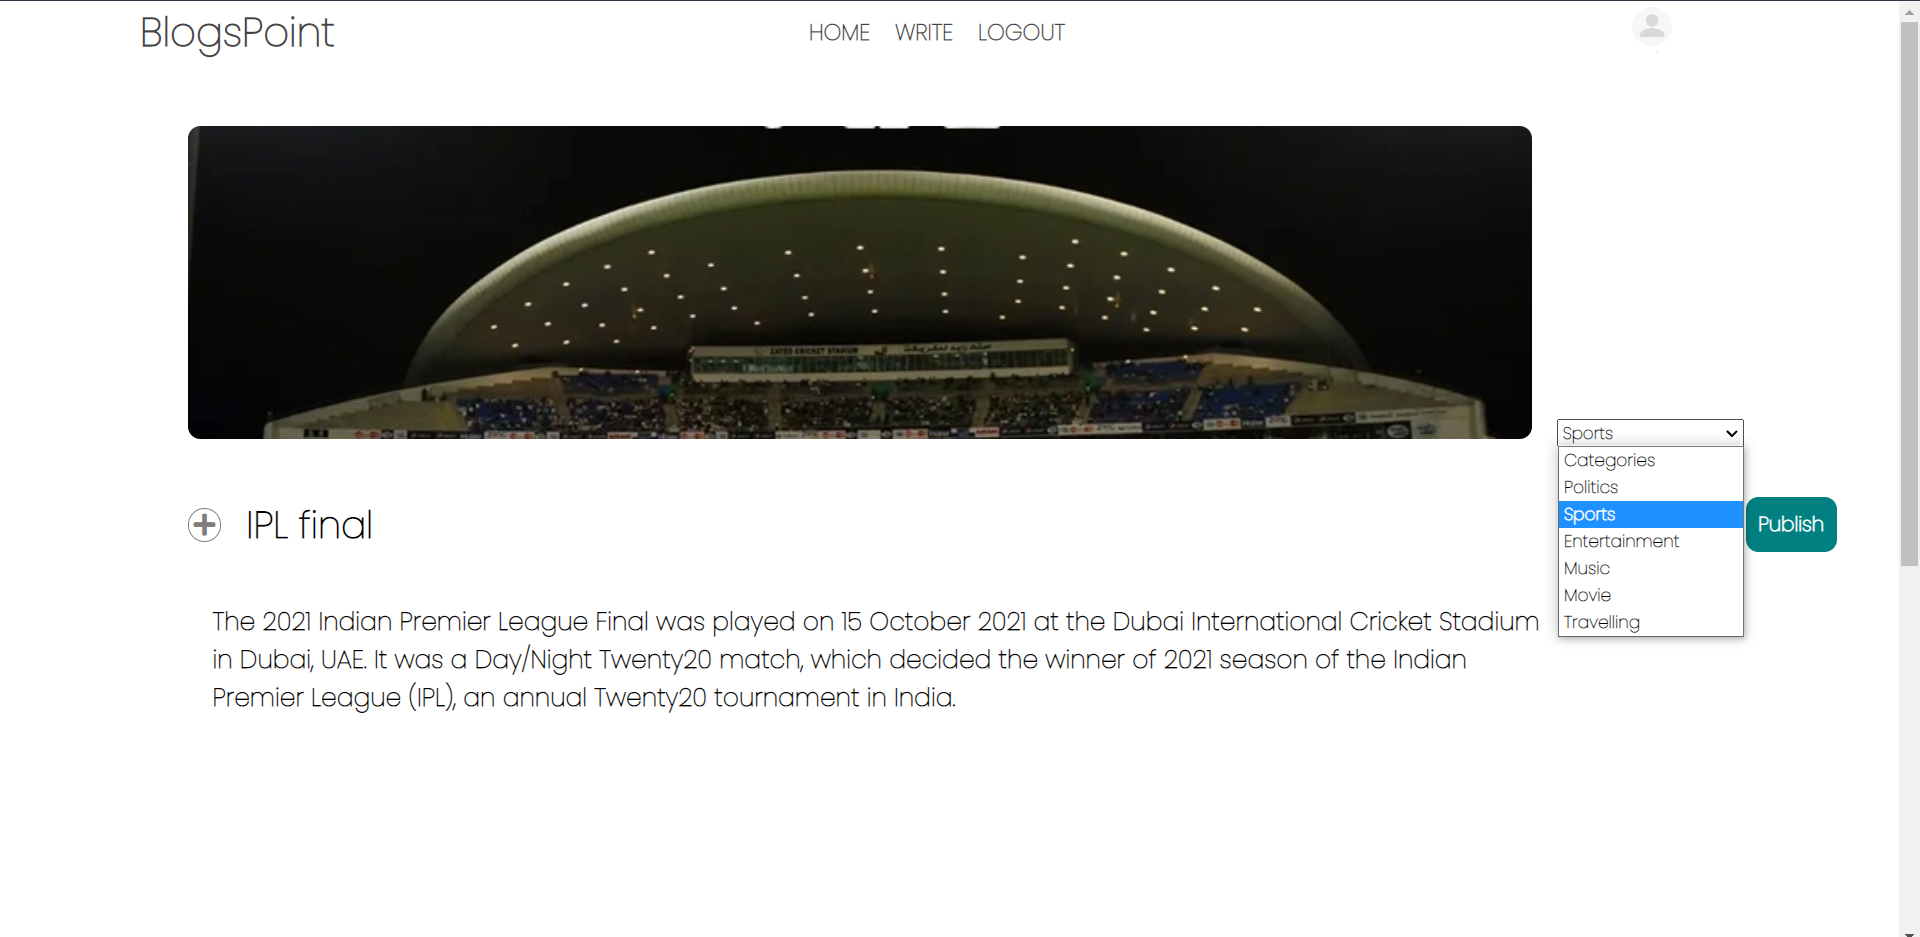 BlogsPoint
HOME WRITE LOGOUT
ZAYED CRICKET STADIUM
Sports
Categories
Politics
Sports
Entertainment
Music
Movie
Travelling
IPL final
Publish
The 2021 Indian Premier League Final was played on 15 October 2021 at the Dubai International Cricket Stadium
in Dubai, UAE. It was a Day/Night Twenty20 match, which decided the winner of 2021 season of the Indian
Premier League (IPL), an annual Twenty20 tournament in India.